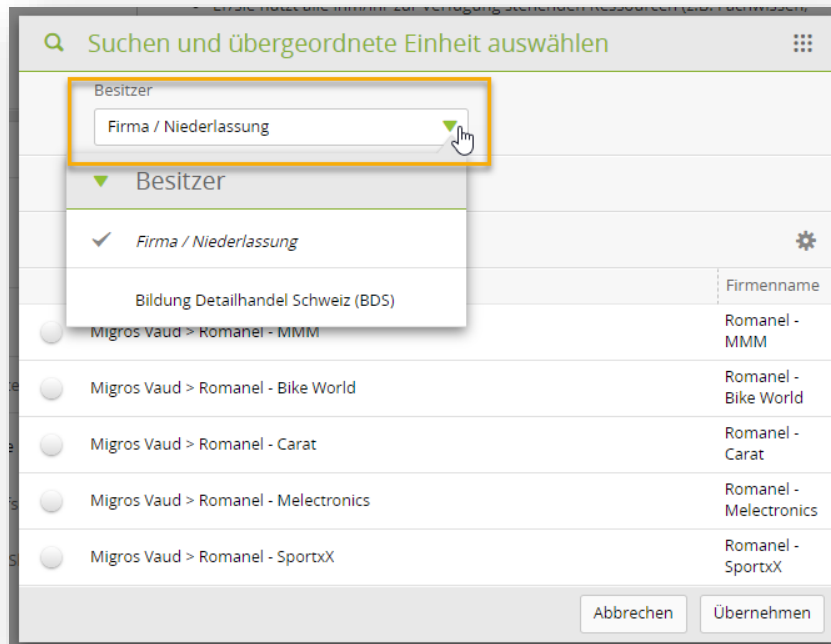 Suchen und übergeordnete Einheit auswählen
Besitzer
Firma / Niederlassung
Besitzer
Firma / Niederlassung
Bildung Detailhandel Schweiz (BDS)
Firmenname
Migros Vaud > Romanel - MMM
Romanel -
MMM
Migros Vaud > Romanel - Bike World
Romanel -
Bike World
Migros Vaud > Romanel - Carat
Romanel -
Carat
Migros Vaud > Romanel - Melectronics
Romanel -
Melectronics
Migros Vaud > Romanel - SportxX
Romanel -
SportxX
Abbrechen
Übernehmen